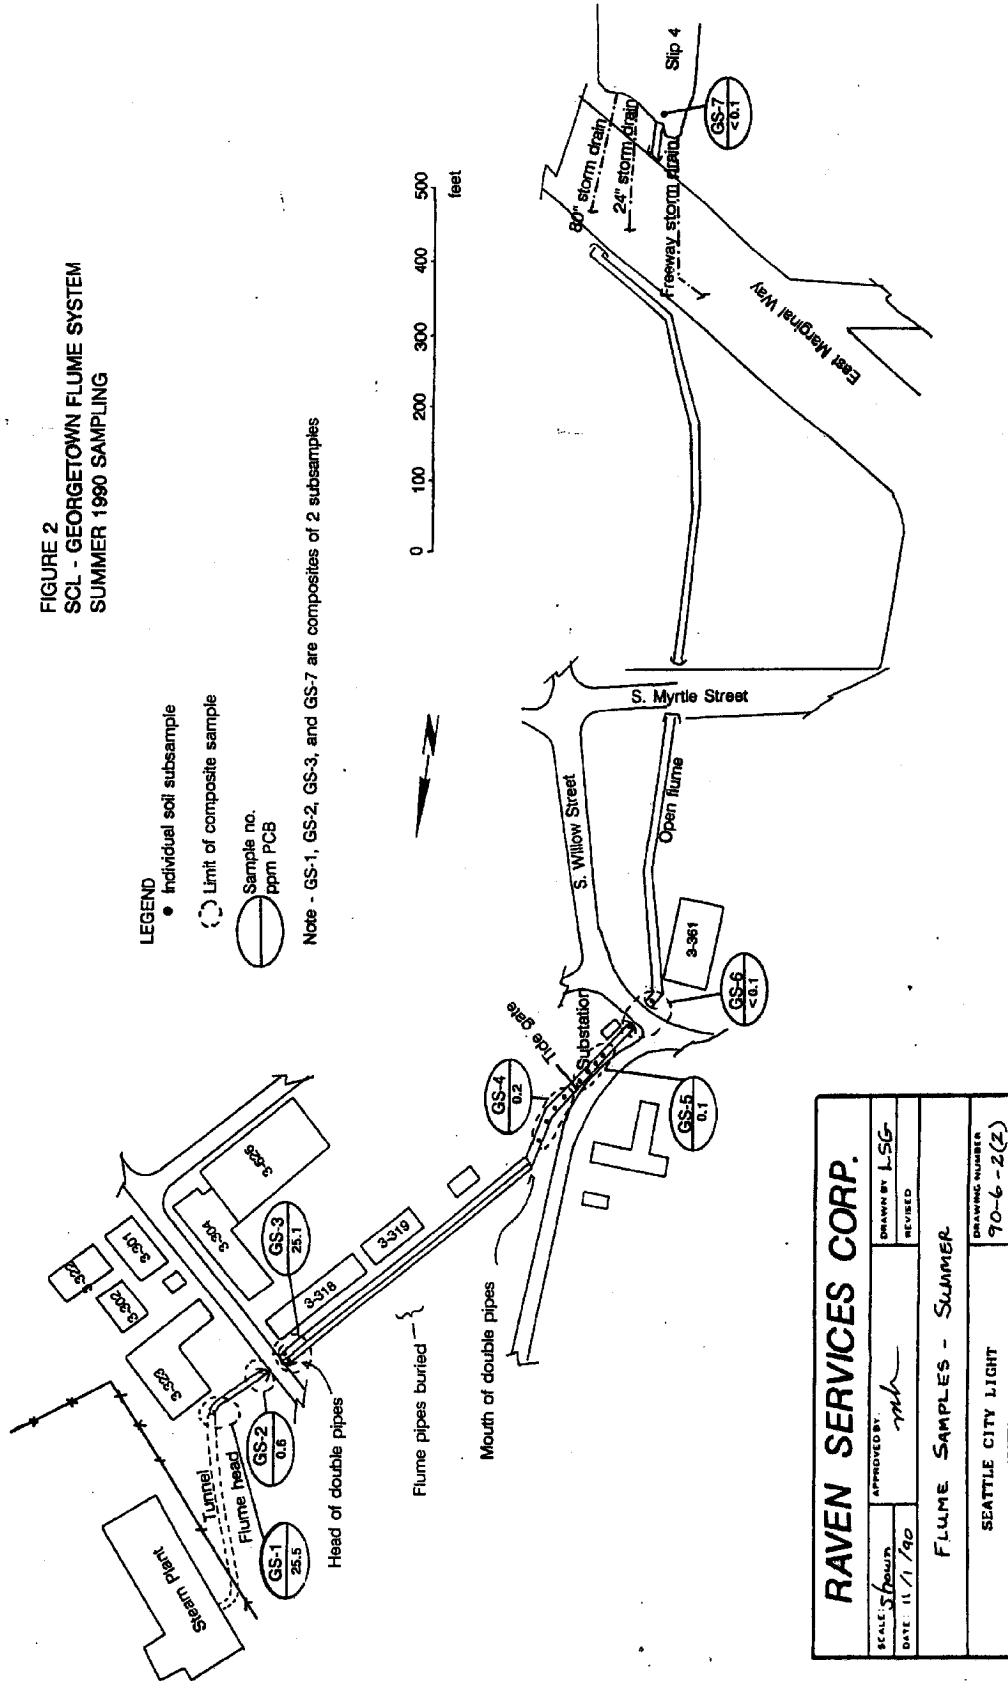 FIGURE 2
SCL - GEORGETOWN FLUME SYSTEM
SUMMER 1990 SAMPLING
LEGEND
Individual soil subsample
Limit of composite sample
Sample no.
ppm PCB
Note - GS-1, GS-2, GS-3, and GS-7 are composites of 2 subsamples
0 100 200 300 400 500
feet
Steam Plant
Tunnel
Flume head
GS-1
25.5
GS-2
0.6
GS-3
25.1
3-322
3-301
3-302
3-323
3-304
3-626
3-318
3-319
Head of double pipes
Flume pipes buried
Mouth of double pipes
GS-4
0.2
Tide gate
Substation
GS-5
0.1
GS-6
<0.1
3-361
S. Willow Street
Open flume
S. Myrtle Street
East Marginal Way
80" storm drain
24" storm drain
Freeway storm drain
Slip 4
GS-7
<0.1
RAVEN SERVICES CORP.
SCALE: Shown
APPROVED BY: mh
DRAWN BY LSG
DATE: 11/1/90
REVISED
FLUME SAMPLES - SUMMER
SEATTLE CITY LIGHT
DRAWING NUMBER
90-6-2(2)